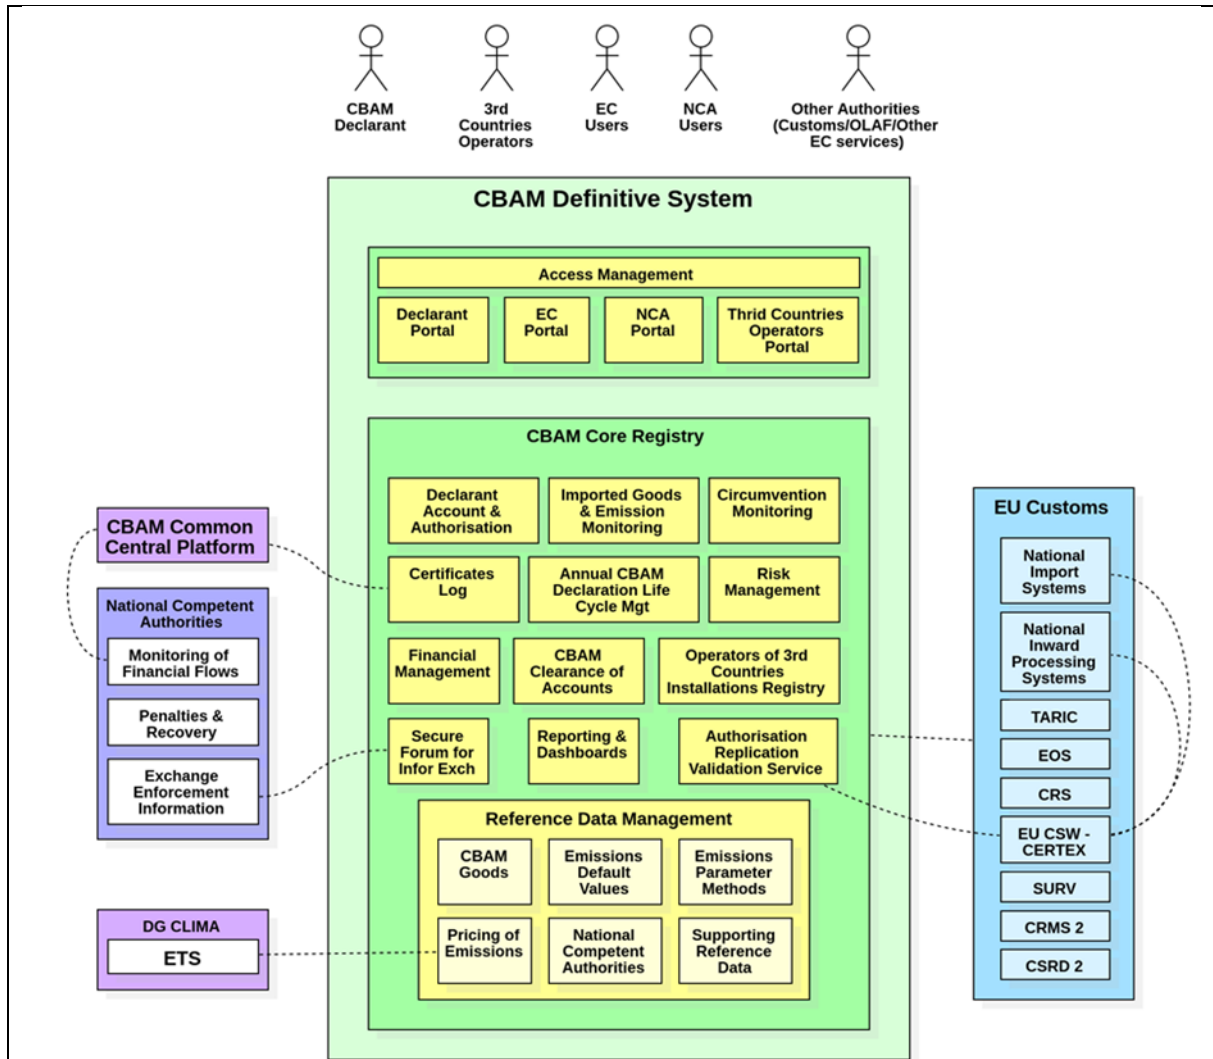 CBAM
Declarant
3rd
Countries
Operators
EC
Users
NCA
Users
Other Authorities
(Customs/OLAF/Other
EC services)
CBAM Definitive System
Access Management
Declarant
Portal
EC
Portal
NCA
Portal
Thrid Countries
Operators
Portal
CBAM Core Registry
Declarant
Account &
Authorisation
Imported Goods
& Emission
Monitoring
Circumvention
Monitoring
Certificates
Log
Annual CBAM
Declaration Life
Cycle Mgt
Risk
Management
Financial
Management
CBAM
Clearance of
Accounts
Operators of 3rd
Countries
Installations Registry
Secure
Forum for
Infor Exch
Reporting &
Dashboards
Authorisation
Replication
Validation Service
Reference Data Management
CBAM
Goods
Emissions
Default
Values
Emissions
Parameter
Methods
Pricing of
Emissions
National
Competent
Authorities
Supporting
Reference
Data
CBAM Common
Central Platform
National Competent
Authorities
Monitoring of
Financial Flows
Penalties &
Recovery
Exchange
Enforcement
Information
DG CLIMA
ETS
EU Customs
National
Import
Systems
National
Inward
Processing
Systems
TARIC
EOS
CRS
EU CSW -
CERTEX
SURV
CRMS 2
CSRD 2